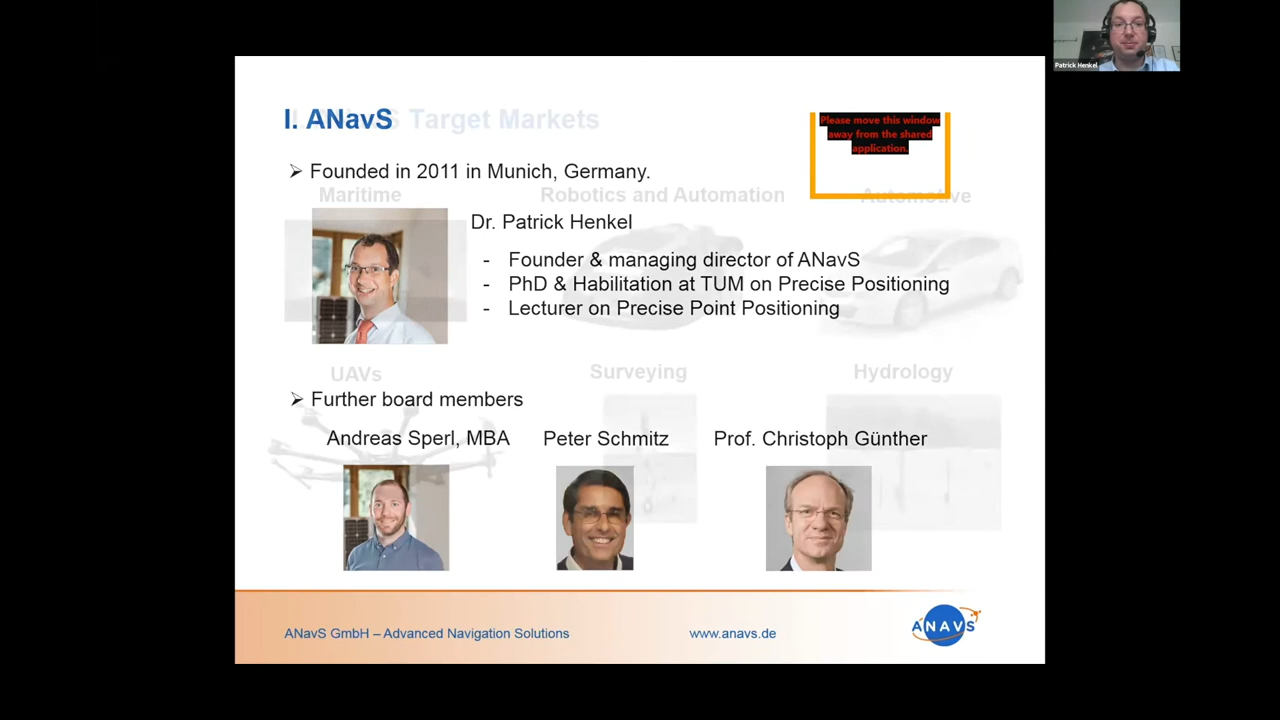 Patrick Henkel
I. ANavS
ANavS Target Markets
Please move this window
away from the shared
application.
Founded in 2011 in Munich, Germany.
Maritime
Robotics and Automation
Automotive
Dr. Patrick Henkel
- Founder & managing director of ANavS
- PhD & Habilitation at TUM on Precise Positioning
- Lecturer on Precise Point Positioning
UAVs
Surveying
Hydrology
Further board members
Andreas Sperl, MBA
Peter Schmitz
Prof. Christoph Günther
ANavS GmbH – Advanced Navigation Solutions
www.anavs.de
ANAVS